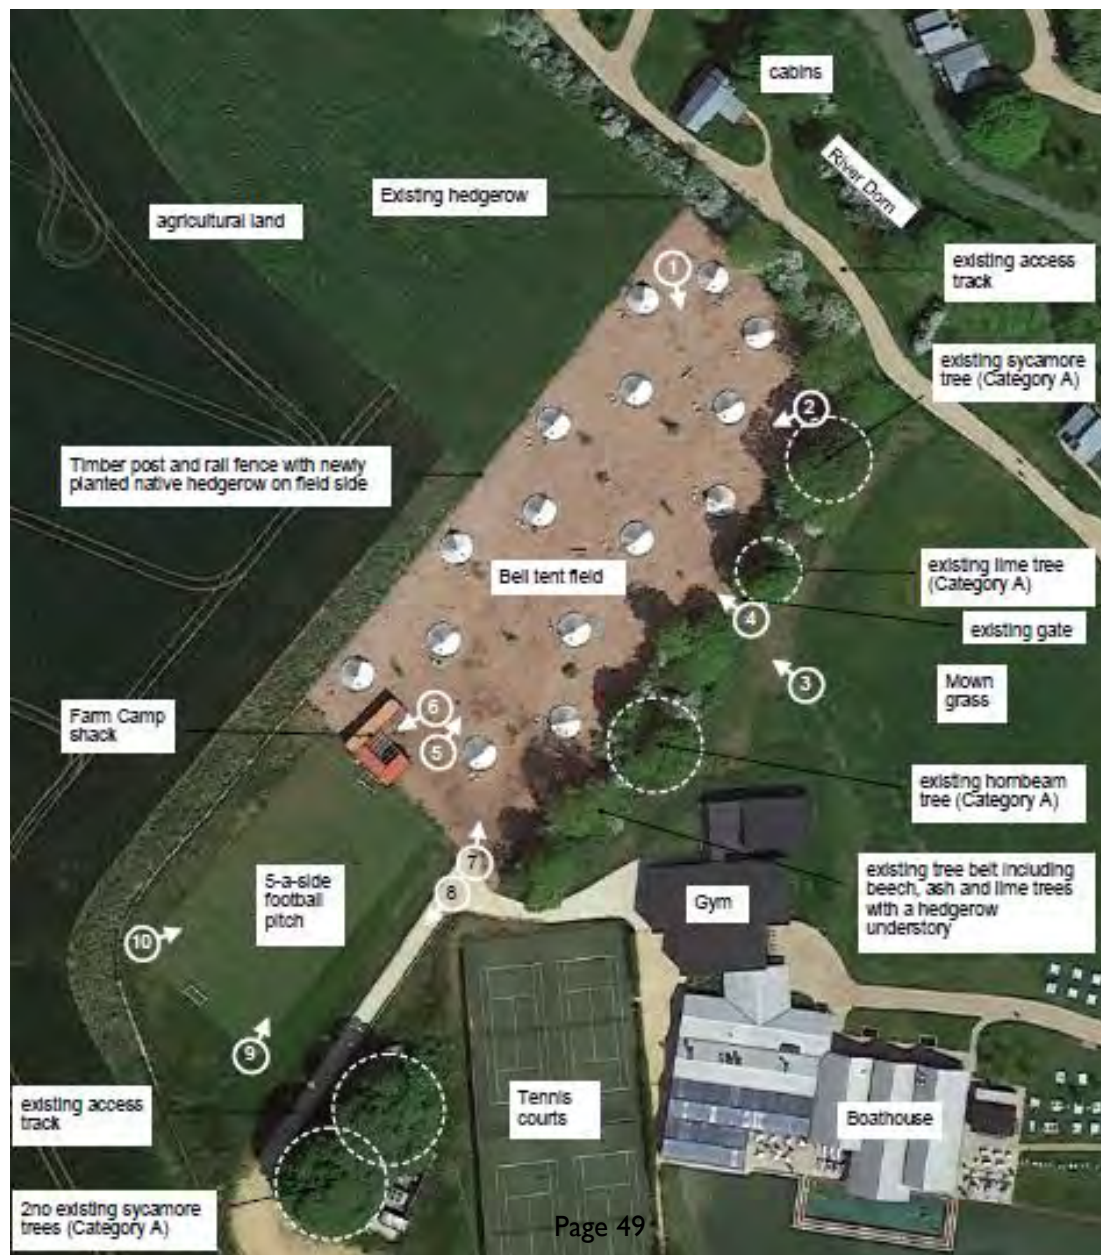 cabins
River Dorn
Existing hedgerow
agricultural land
existing access
track
1
existing sycamore
tree (Category A)
2
Timber post and rail fence with newly
planted native hedgerow on field side
existing lime tree
(Category A)
Bell tent field
4
existing gate
3
Mown
grass
Farm Camp
shack
6
5
existing hornbeam
tree (Category A)
7
8
5-a-side
football
pitch
Gym
existing tree belt including
beech, ash and lime trees
with a hedgerow
understory
10
9
existing access
track
Tennis
courts
Boathouse
2no existing sycamore
trees (Category A)
Page 49